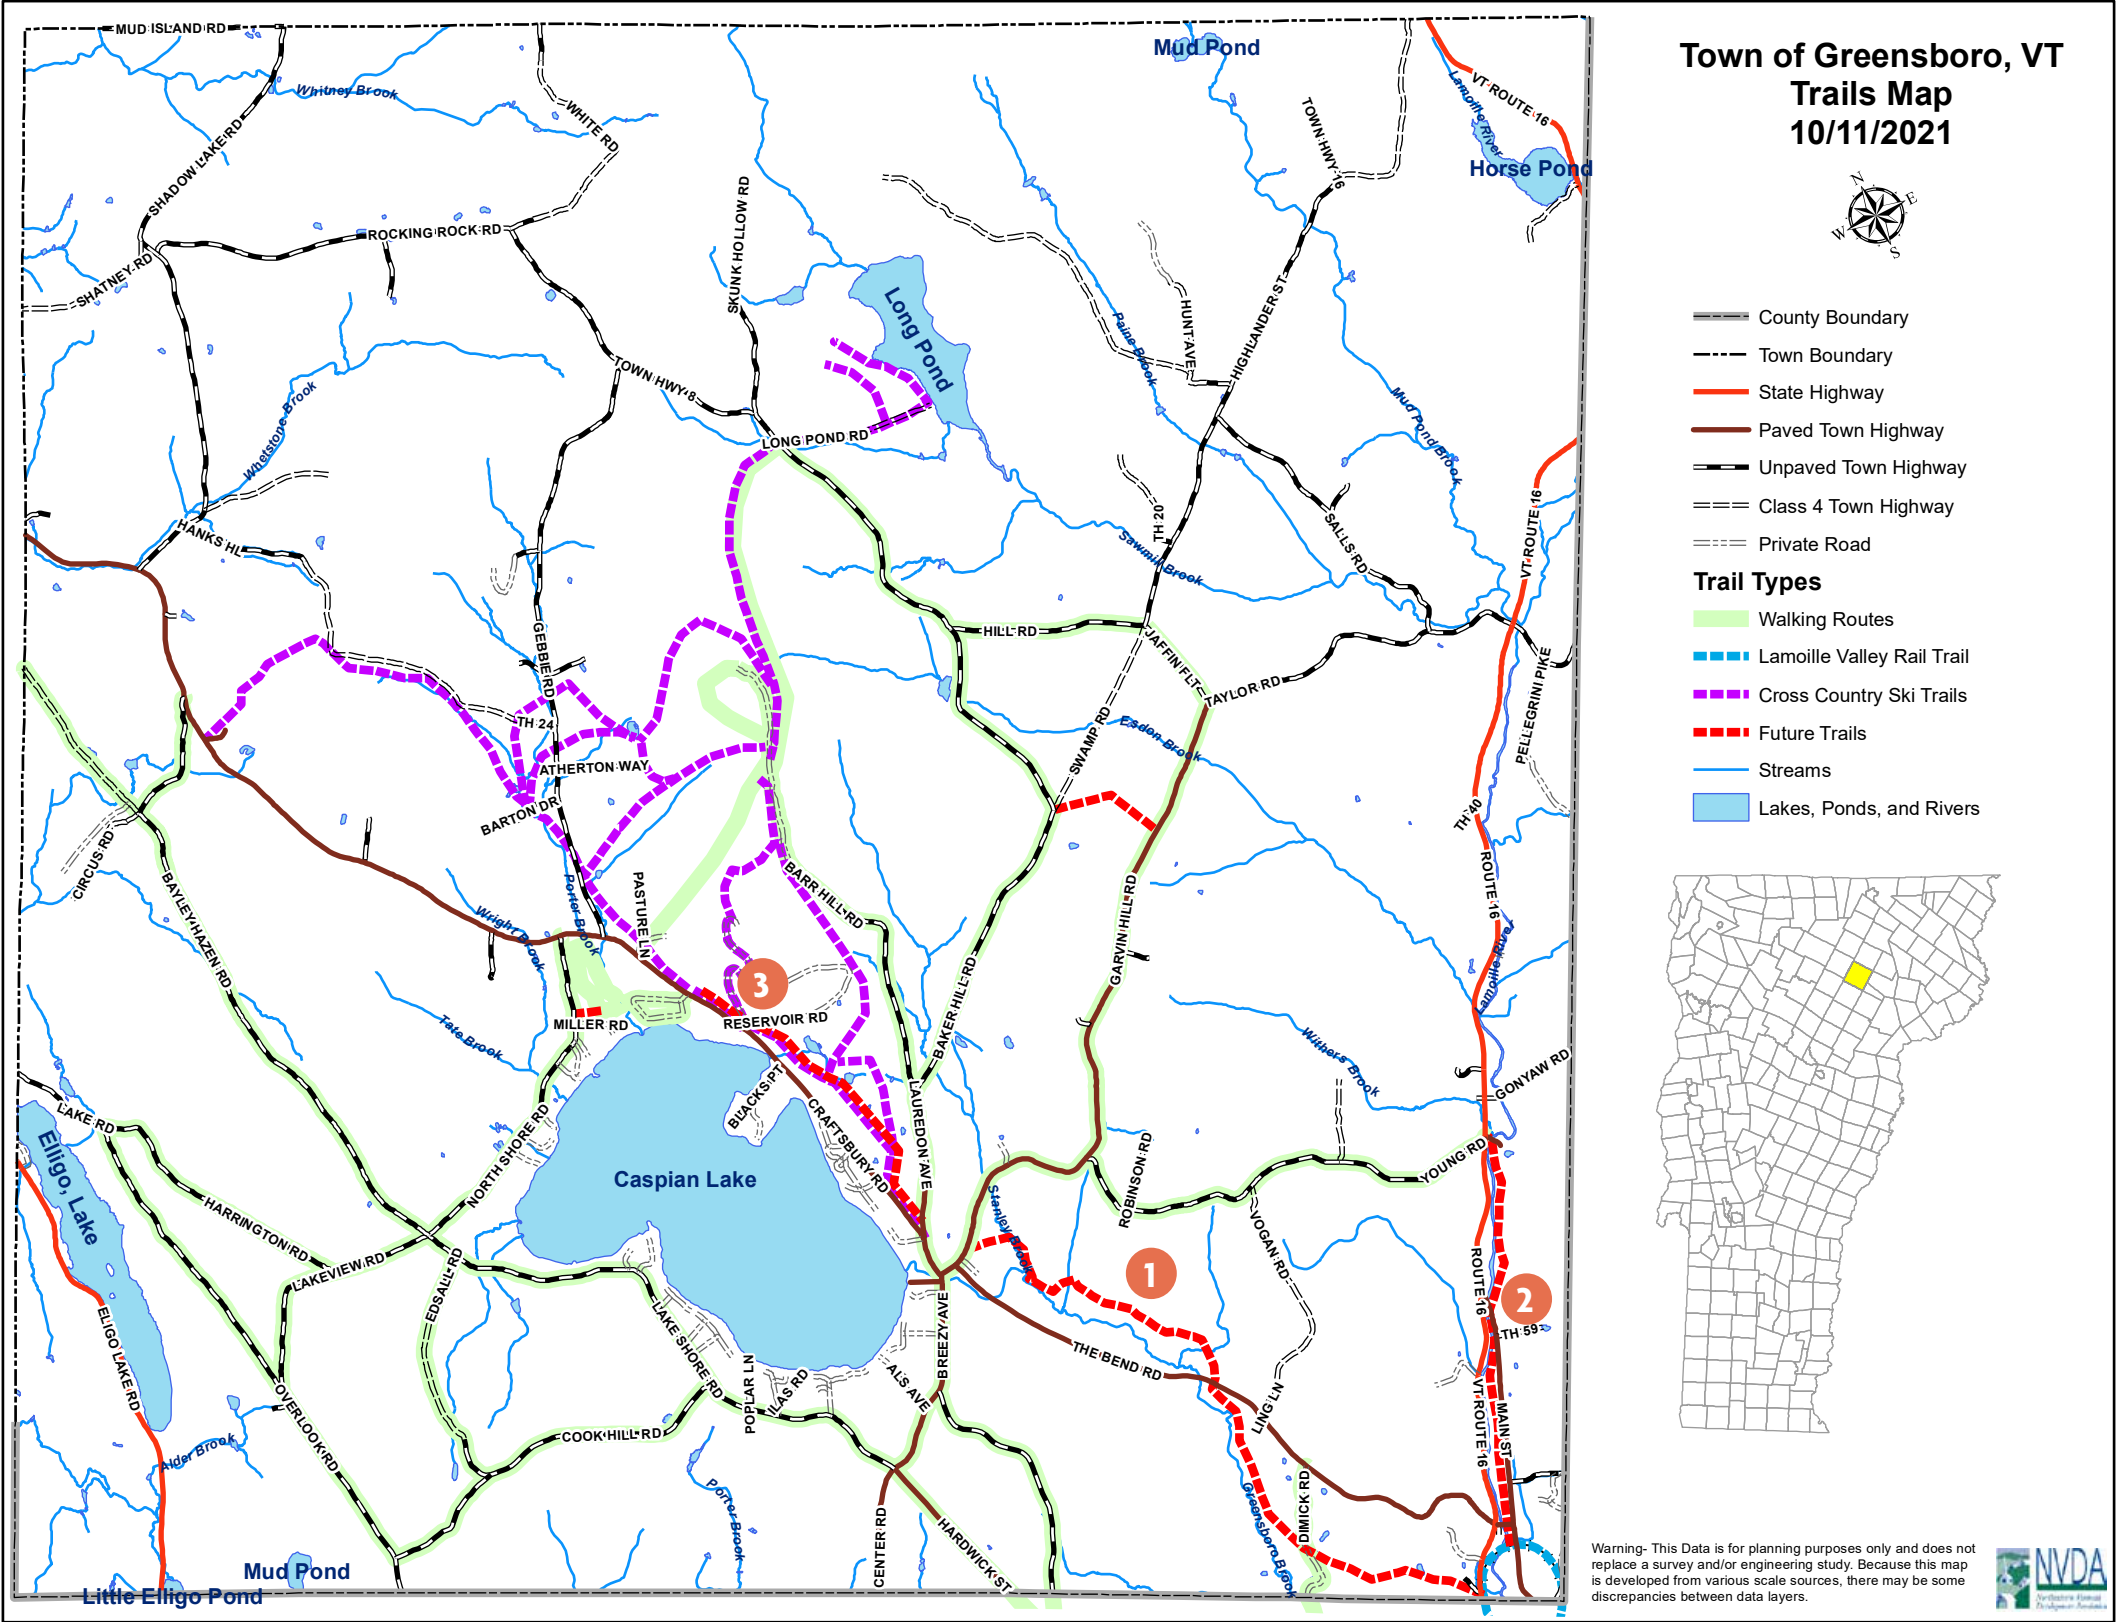 Town of Greensboro, VT
Trails Map
10/11/2021
N
E
W
S
County Boundary
Town Boundary
State Highway
Paved Town Highway
Unpaved Town Highway
Class 4 Town Highway
Private Road
Trail Types
Walking Routes
Lamoille Valley Rail Trail
Cross Country Ski Trails
Future Trails
Streams
Lakes, Ponds, and Rivers
MUD ISLAND RD
Mud Pond
Whitney Brook
WHITE RD
SHADOW LAKE RD
TOWN HWY 16
Lamoille River
VT ROUTE 16
Horse Pond
ROCKING ROCK RD
SHATNEY RD
SKUNK HOLLOW RD
Long Pond
HUNT AVE
HIGHLANDER ST
Paine Brook
Whetstone Brook
TOWN HWY 8
LONG POND RD
Mud Pond Brook
HANKS HL
TH 20
SALLS RD
VT ROUTE 16
Sawmill Brook
GEBBIE RD
HILL RD
JAFFIN FLT
TAYLOR RD
PELLEGRINI PIKE
TH 24
SWAMP RD
Esdon Brook
ATHERTON WAY
BARTON DR
TH 40
CIRCUS RD
BAYLEY HAZEN RD
Porter Brook
PASTURE LN
BARR HILL RD
ROUTE 16
GARVIN HILL RD
Wright Brook
Lamoille River
3
BAKER HILL RD
MILLER RD
RESERVOIR RD
Tate Brook
Withers Brook
GONYAW RD
BLACKS PT
CRAFTSBURY RD
LAUREDON AVE
LAKE RD
Eligo, Lake
NORTH SHORE RD
Caspian Lake
ROBINSON RD
YOUNG RD
Stanley Brook
HARRINGTON RD
VOGAN RD
LAKEVIEW RD
EDSALL RD
1
ROUTE 16
2
TH 59
ELIGO LAKE RD
LAKE SHORE RD
BREEZY AVE
THE BEND RD
POPLAR LN
ILAS RD
ALS AVE
LING LN
VT ROUTE 16
MAIN ST
OVERLOOK RD
COOK HILL RD
Alder Brook
Porter Brook
CENTER RD
HARDWICK ST
Greensboro Brook
DIMICK RD
Mud Pond
Little Elligo Pond
Warning- This Data is for planning purposes only and does not
replace a survey and/or engineering study. Because this map
is developed from various scale sources, there may be some
discrepancies between data layers.
NVDA